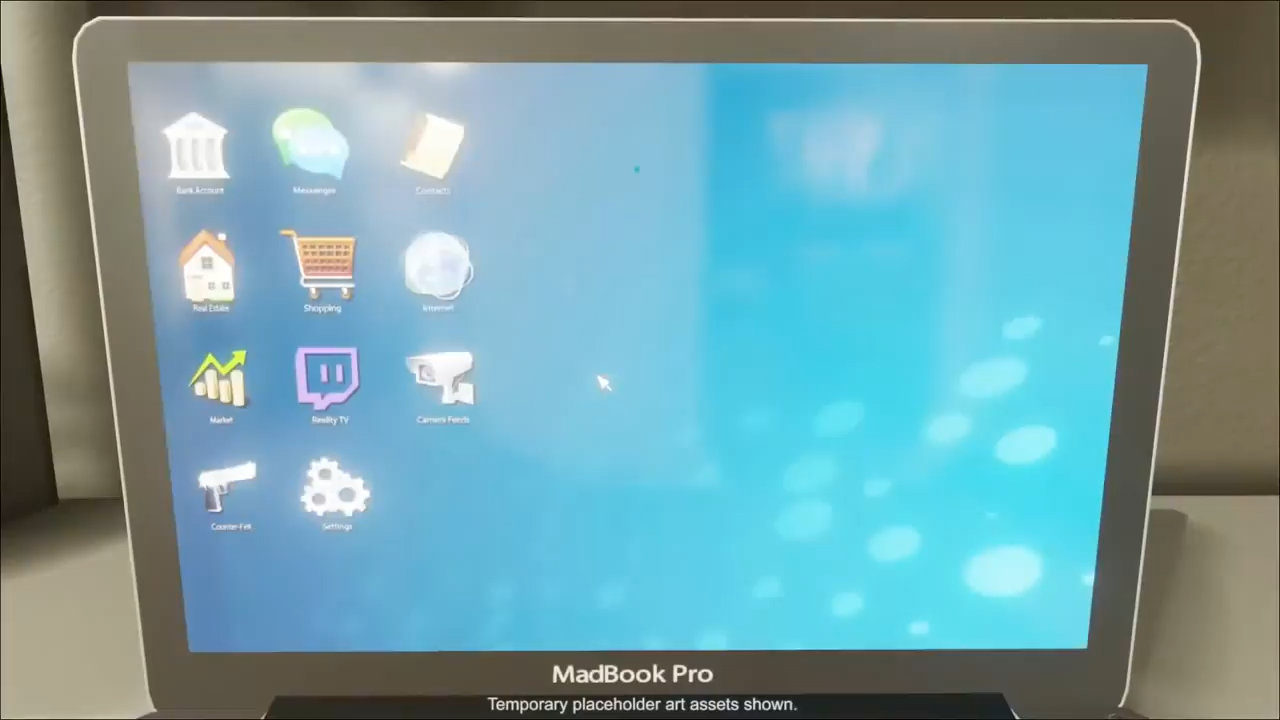 Bank Account
Messenger
Contacts
Real Estate
Shopping
Internet
Market
Reality TV
Camera Feeds
Counter-Felt
Settings
MadBook Pro
Temporary placeholder art assets shown.